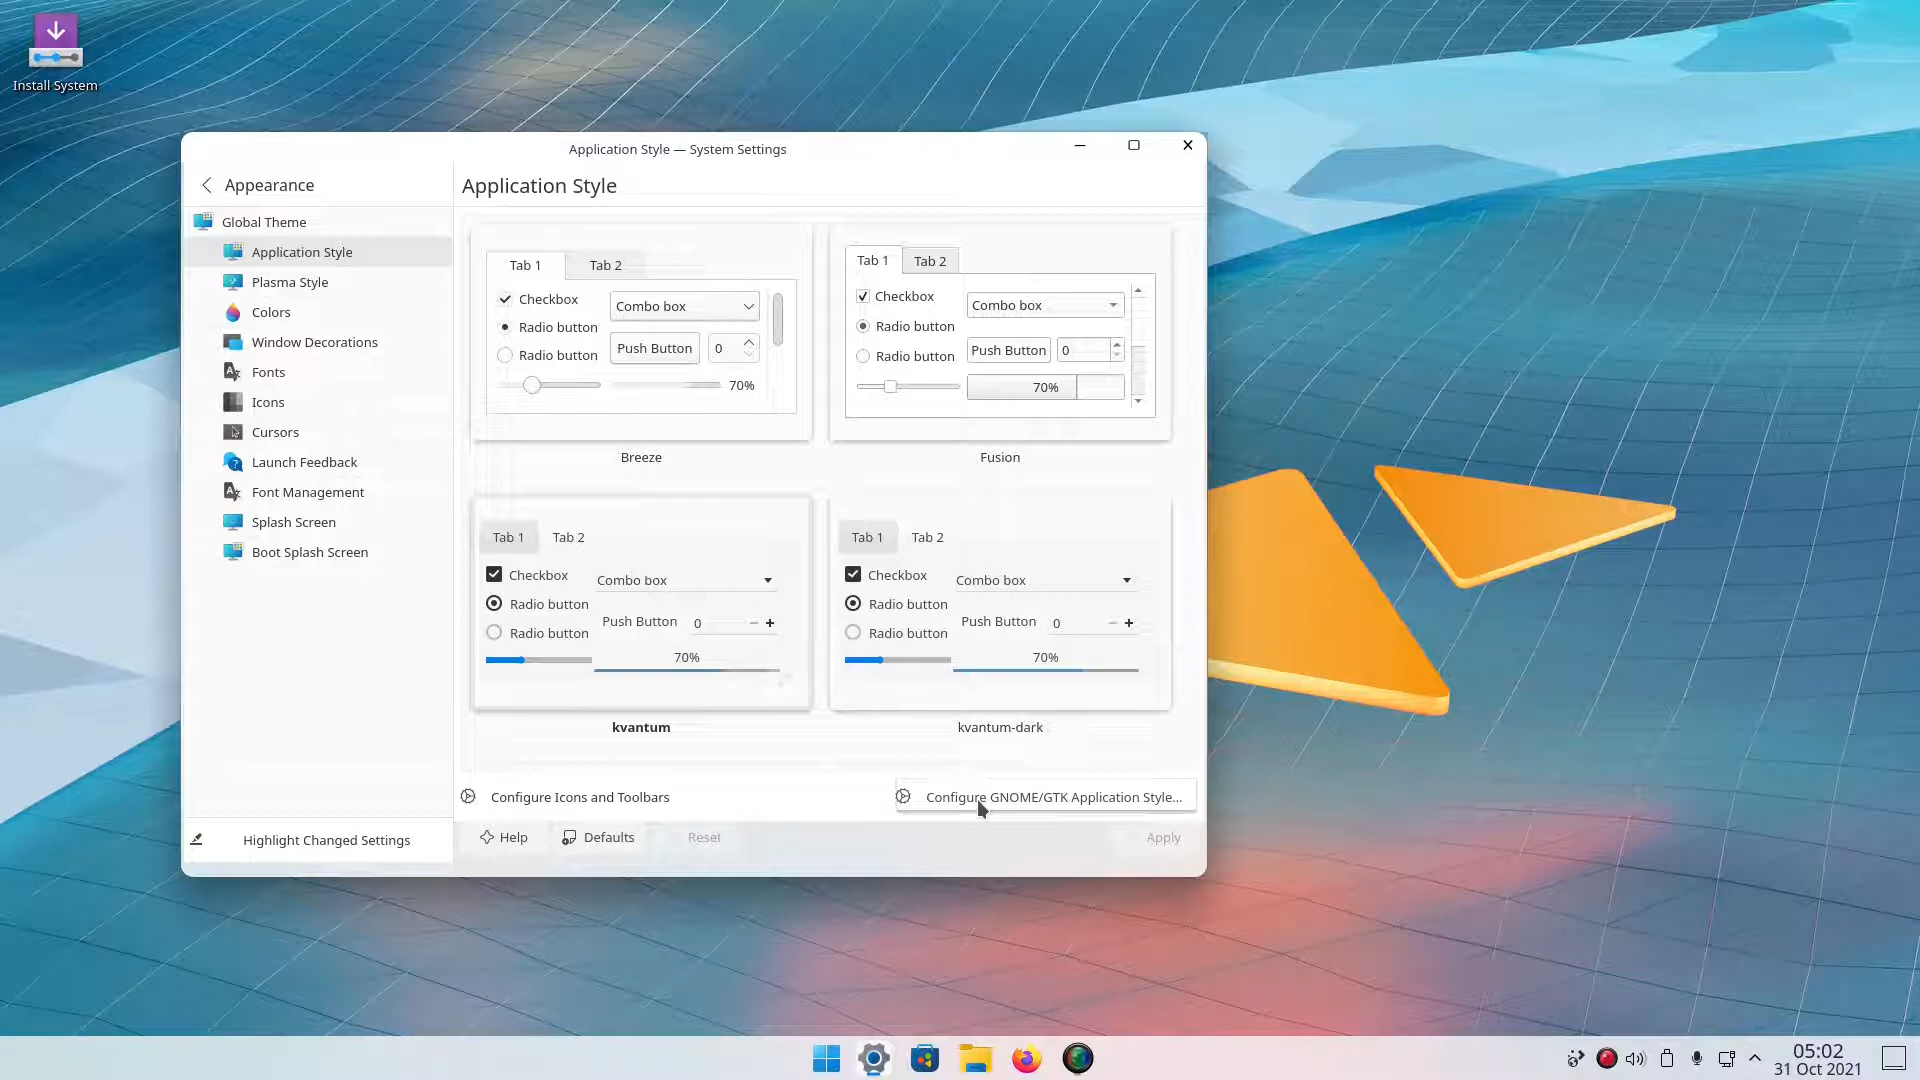 Install System
Application Style — System Settings
Appearance
Application Style
Global Theme
Application Style
Plasma Style
Colors
Window Decorations
Fonts
Icons
Cursors
Launch Feedback
Font Management
Splash Screen
Boot Splash Screen
Highlight Changed Settings
Tab 1 Tab 2
Checkbox Combo box
Radio button
Push Button 0
Radio button
70%
Breeze
Tab 1 Tab 2
Checkbox Combo box
Radio button
Push Button 0
Radio button
70%
Fusion
Tab 1 Tab 2
Checkbox Combo box
Radio button
Push Button 0
Radio button
70%
kvantum
Tab 1 Tab 2
Checkbox Combo box
Radio button
Push Button 0
Radio button
70%
kvantum-dark
Configure Icons and Toolbars
Configure GNOME/GTK Application Style...
Help Defaults Reset Apply
05:02
31 Oct 2021